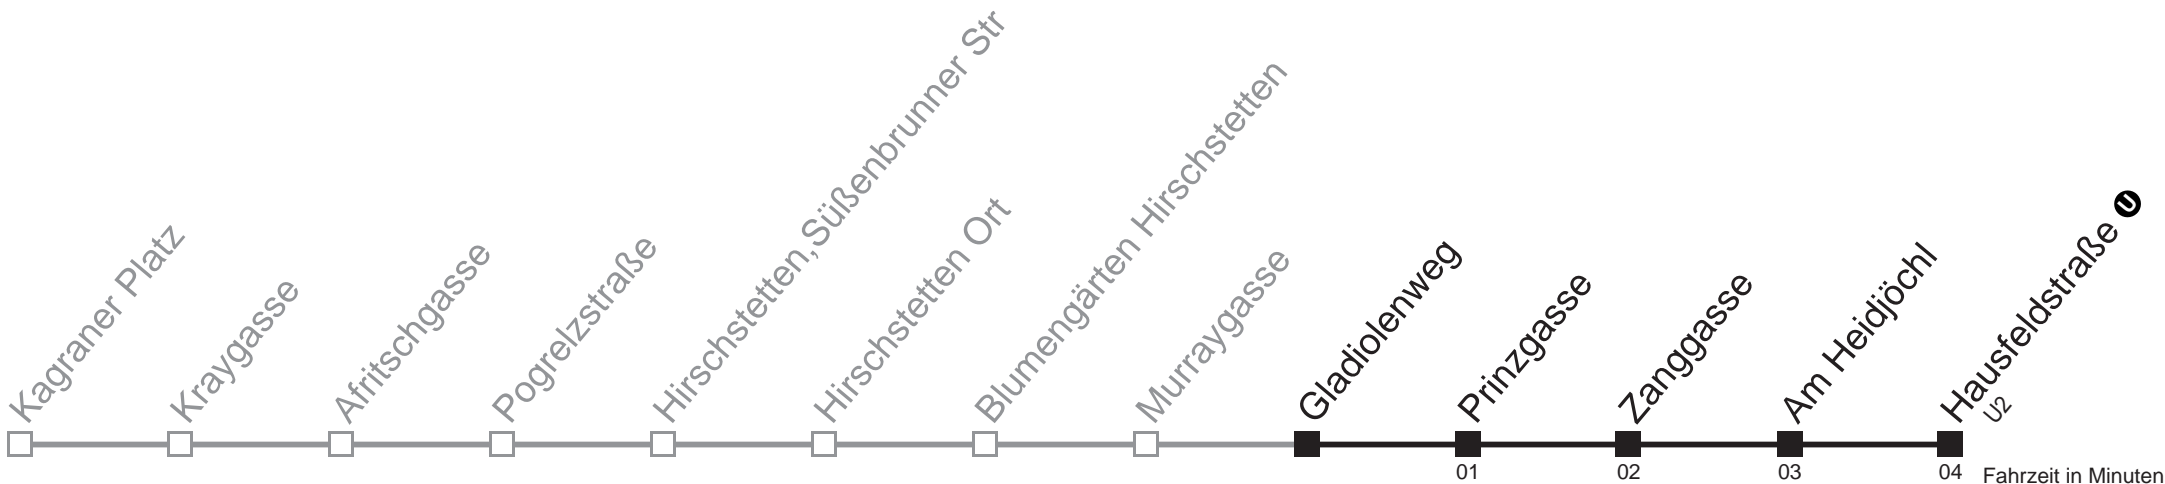 Kagraner Platz
Kraygasse
Afritschgasse
Pogrelzstraße
Hirschstetten,Süßenbrunner Str
Hirschstetten Ort
Blumengärten Hirschstetten
Murraygasse
Gladiolenweg
Prinzgasse
Zanggasse
Am Heidjöchl
Hausfeldstraße U
U2
01 02 03 04 Fahrzeit in Minuten